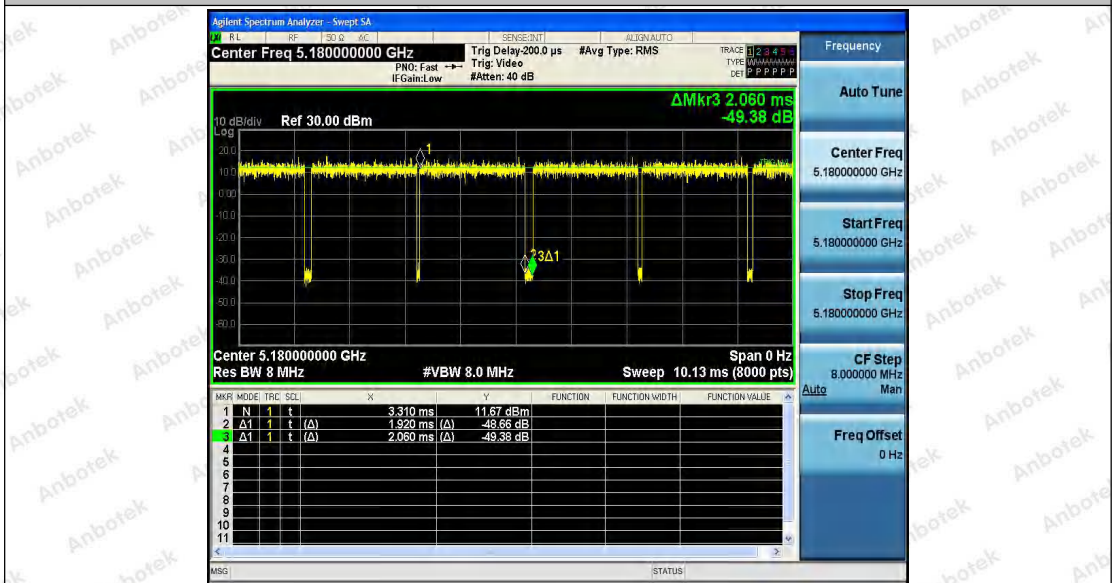 Agilent Spectrum Analyzer - Swept SA
RL RF 50 Ω AC SENSE:INT ALIGNAUTO
Center Freq 5.180000000 GHz
PNO: Fast
IFGain:Low
Trig Delay-200.0 µs #Avg Type: RMS
Trig: Video
#Atten: 40 dB
TRACE 1 2 3 4 5 6
TYPE
DET P P P P P P
ΔMkr3 2.060 ms
-49.38 dB
10 dB/div Ref 30.00 dBm
Log
20.0
10.0
0.00
-10.0
-20.0
-30.0
-40.0
-50.0
-60.0
1
3Δ1
Center 5.180000000 GHz Span 0 Hz
Res BW 8 MHz #VBW 8.0 MHz Sweep 10.13 ms (8000 pts)
MKR MODE TRC SCL X Y FUNCTION FUNCTION WIDTH FUNCTION VALUE
1 N 1 t 3.310 ms 11.67 dBm
2 Δ1 1 t (Δ) 1.920 ms (Δ) -48.66 dB
3 Δ1 1 t (Δ) 2.060 ms (Δ) -49.38 dB
4
5
6
7
8
9
10
11
MSG STATUS
Frequency
Auto Tune
Center Freq
5.180000000 GHz
Start Freq
5.180000000 GHz
Stop Freq
5.180000000 GHz
CF Step
8.000000 MHz
Auto Man
Freq Offset
0 Hz
Anbotek